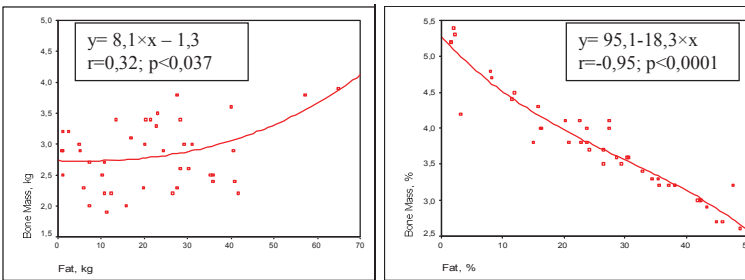 y= 8,1×x – 1,3
r=0,32; p<0,037
5,0
4,5
4,0
3,5
3,0
2,5
2,0
1,5
Bone Mass, kg
0 10 20 30 40 50 60 70
Fat, kg
y= 95,1-18,3×x
r=-0,95; p<0,0001
5,5
5,0
4,5
4,0
3,5
3,0
2,5
Bone Mass, %
0 10 20 30 40 50
Fat, %